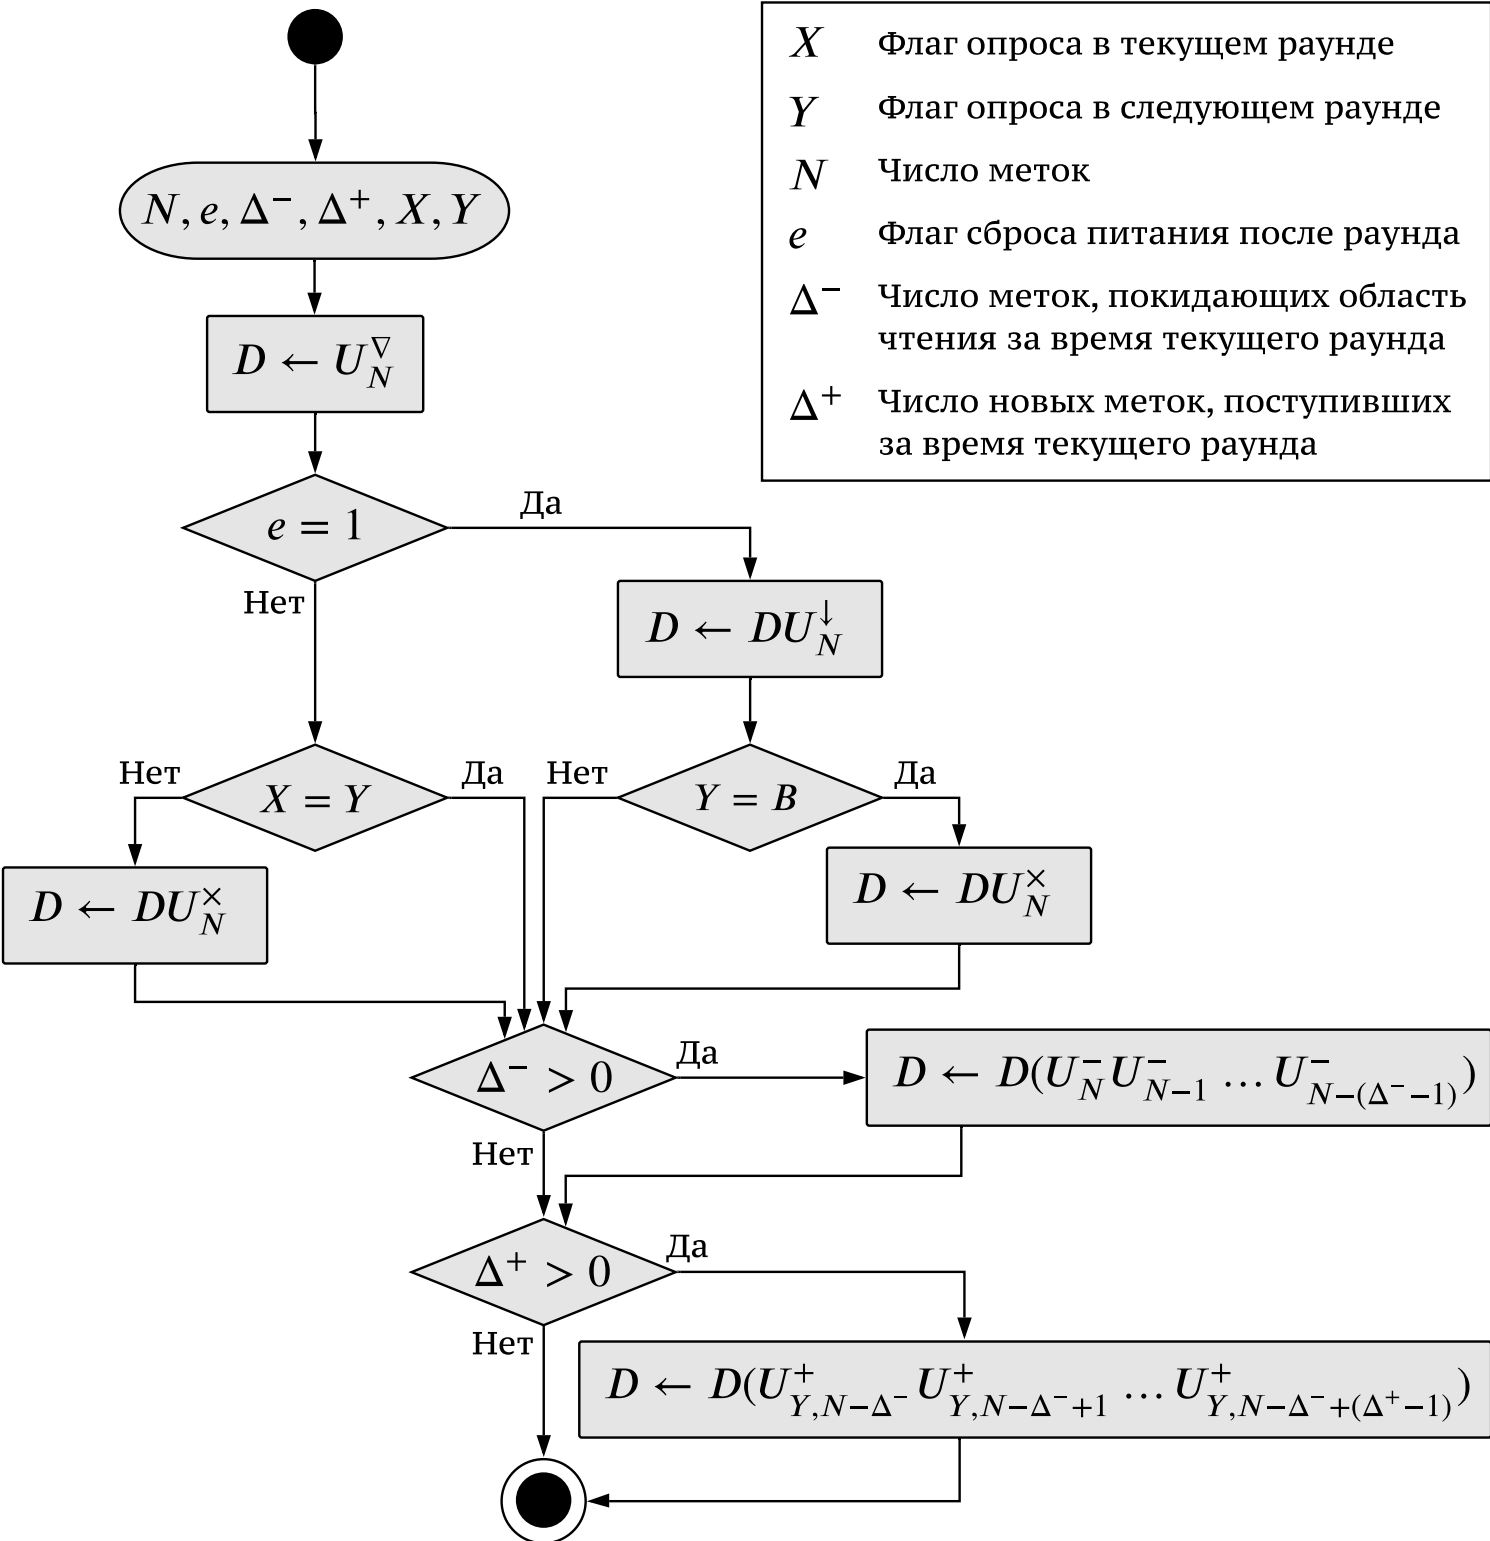 X Флаг опроса в текущем раунде
Y Флаг опроса в следующем раунде
N Число меток
e Флаг сброса питания после раунда
Δ⁻ Число меток, покидающих область
чтения за время текущего раунда
Δ⁺ Число новых меток, поступивших
за время текущего раунда
N, e, Δ⁻, Δ⁺, X, Y
D ← U_N^∇
e = 1
Да
Нет
D ← DU_N^↓
Нет
X = Y
Да
Нет
Y = B
Да
D ← DU_N^×
D ← DU_N^×
Δ⁻ > 0
Да
D ← D(U_N^- U_{N-1}^- … U_{N-(Δ⁻-1)}^-)
Нет
Δ⁺ > 0
Да
Нет
D ← D(U_{Y,N-Δ⁻}^+ U_{Y,N-Δ⁻+1}^+ … U_{Y,N-Δ⁻+(Δ⁺-1)}^+)